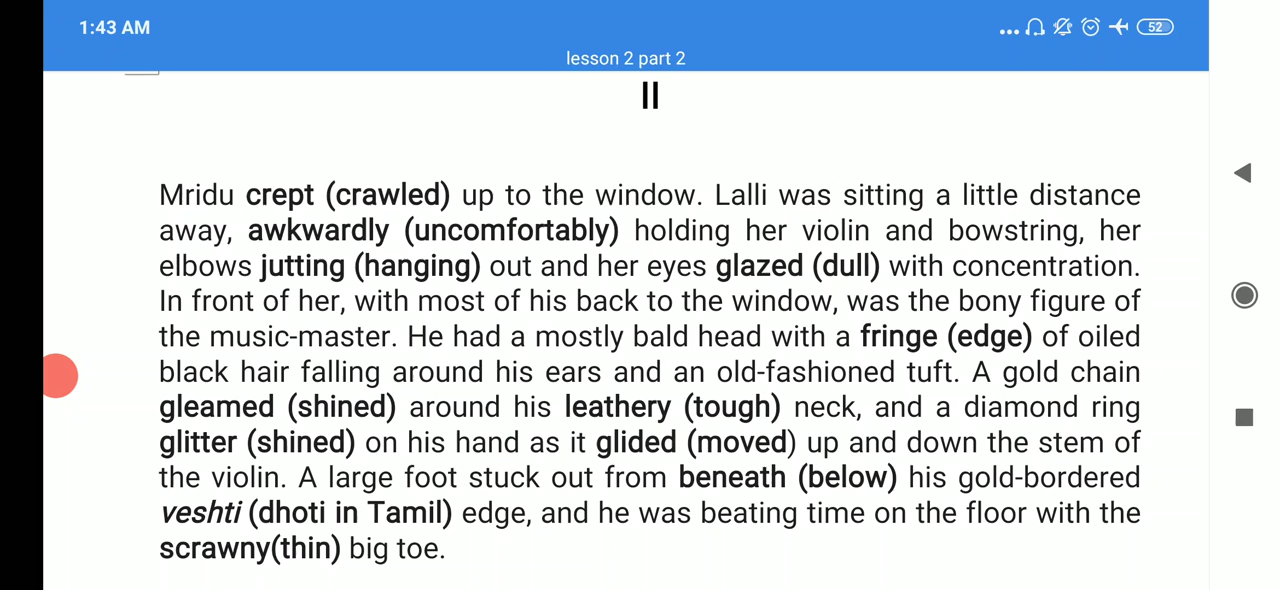 1:43 AM
52
lesson 2 part 2
II
Mridu crept (crawled) up to the window. Lalli was sitting a little distance
away, awkwardly (uncomfortably) holding her violin and bowstring, her
elbows jutting (hanging) out and her eyes glazed (dull) with concentration.
In front of her, with most of his back to the window, was the bony figure of
the music-master. He had a mostly bald head with a fringe (edge) of oiled
black hair falling around his ears and an old-fashioned tuft. A gold chain
gleamed (shined) around his leathery (tough) neck, and a diamond ring
glitter (shined) on his hand as it glided (moved) up and down the stem of
the violin. A large foot stuck out from beneath (below) his gold-bordered
veshti (dhoti in Tamil) edge, and he was beating time on the floor with the
scrawny(thin) big toe.